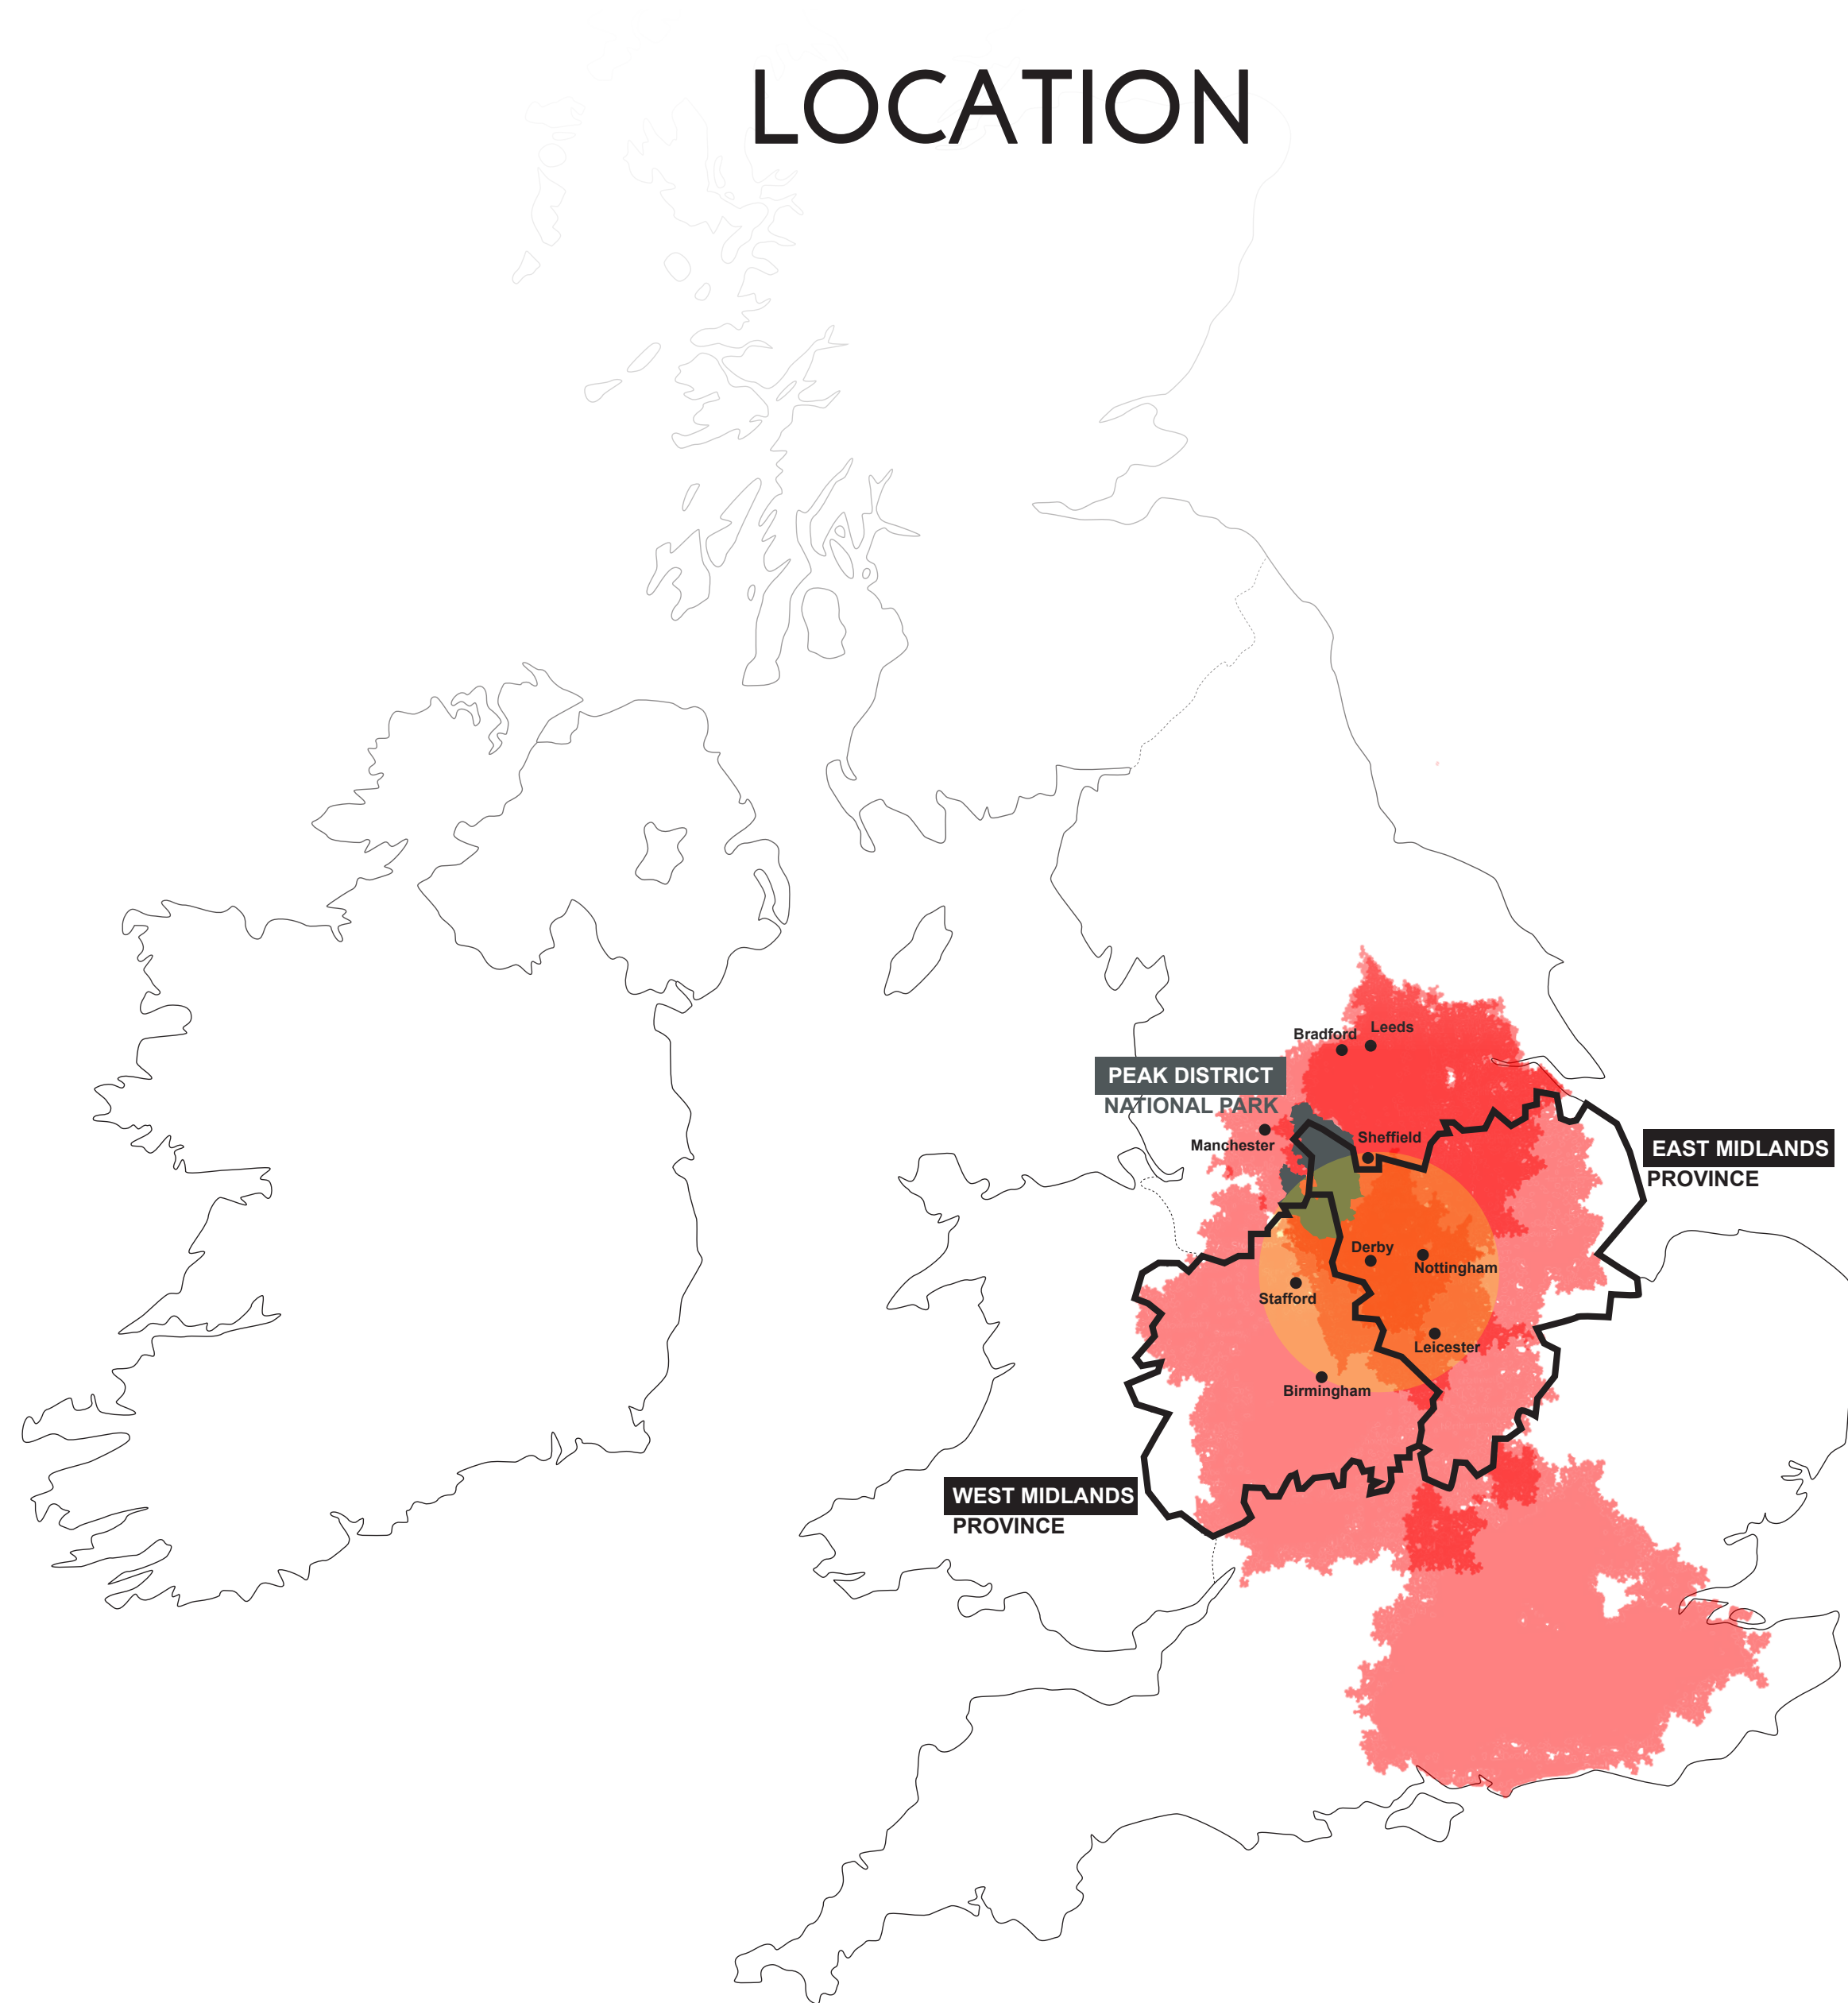 LOCATION
Bradford
Leeds
PEAK DISTRICT
NATIONAL PARK
Manchester
Sheffield
EAST MIDLANDS
PROVINCE
Derby
Nottingham
Stafford
Leicester
Birmingham
WEST MIDLANDS
PROVINCE